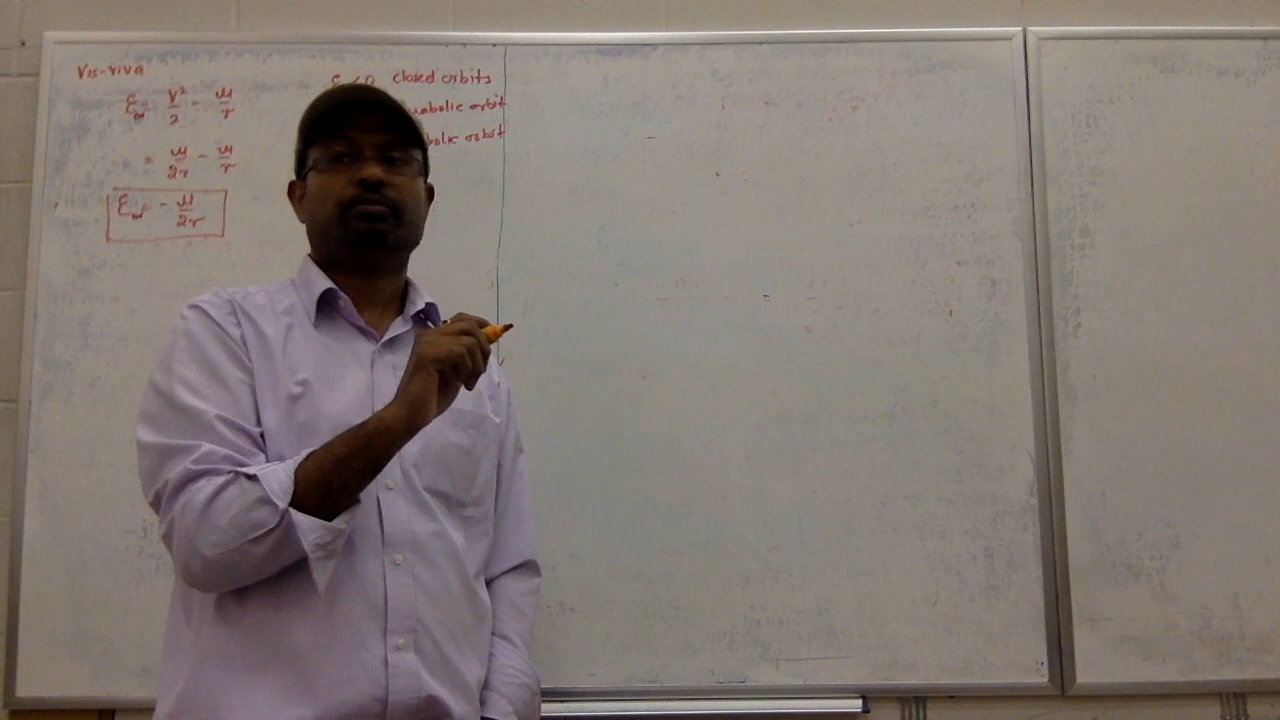 Vis-viva
ε = v²/2 - μ/r
= μ/2r - μ/r
ε = - μ/2r
ε < 0 closed orbits
abolic orbit
bolic orbit